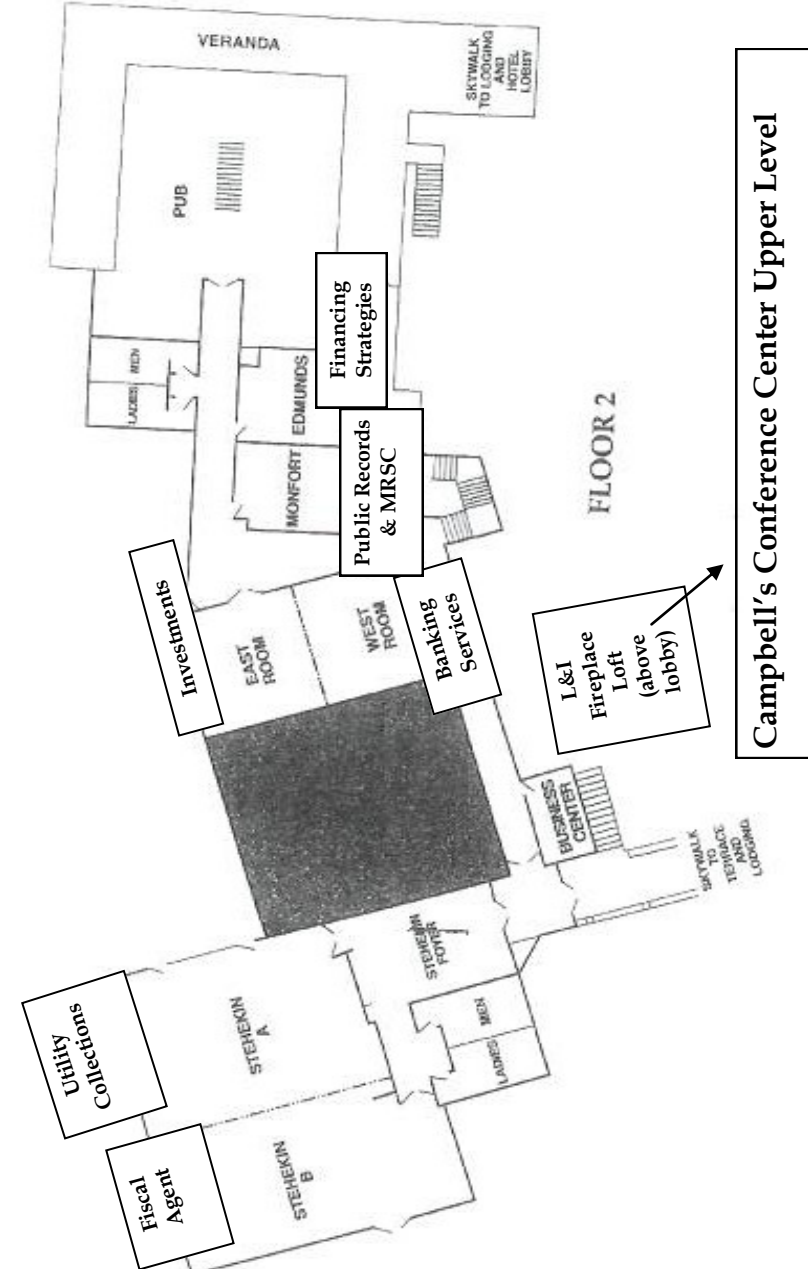 VERANDA
SKYWALK
TO LODGING
AND
HOTEL
LOBBY
PUB
MEN
LADIES
EDMUNDS
MONFORT
Financing
Strategies
Public Records
& MRSC
Investments
EAST
ROOM
WEST
ROOM
Banking
Services
L&I
Fireplace
Loft
(above
lobby)
FLOOR 2
Campbell's Conference Center Upper Level
BUSINESS
CENTER
SKYWALK
TO
TERRACE
AND
LODGING
STEHEKIN
FOYER
MEN
LADIES
STEHEKIN
A
Utility
Collections
STEHEKIN
B
Fiscal
Agent